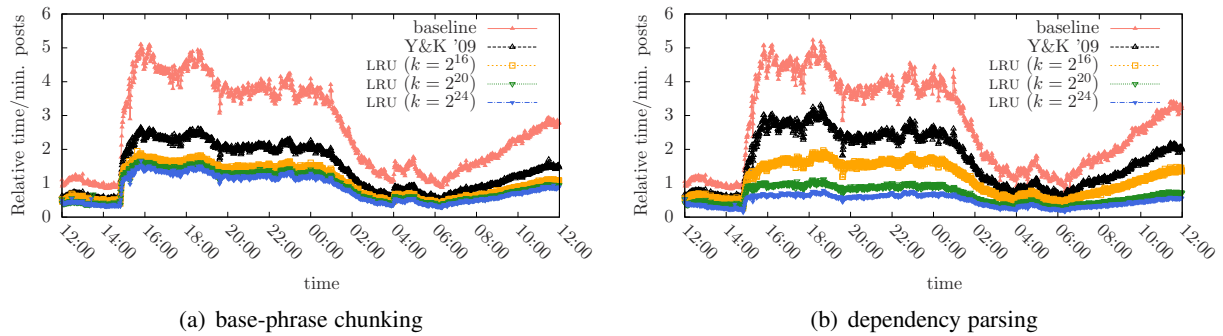 Relative time/min. posts
6
5
4
3
2
1
0
baseline
Y&K '09
LRU (k = 2^16)
LRU (k = 2^20)
LRU (k = 2^24)
12:00
14:00
16:00
18:00
20:00
22:00
00:00
02:00
04:00
06:00
08:00
10:00
12:00
time
(a) base-phrase chunking
Relative time/min. posts
6
5
4
3
2
1
0
baseline
Y&K '09
LRU (k = 2^16)
LRU (k = 2^20)
LRU (k = 2^24)
12:00
14:00
16:00
18:00
20:00
22:00
00:00
02:00
04:00
06:00
08:00
10:00
12:00
time
(b) dependency parsing